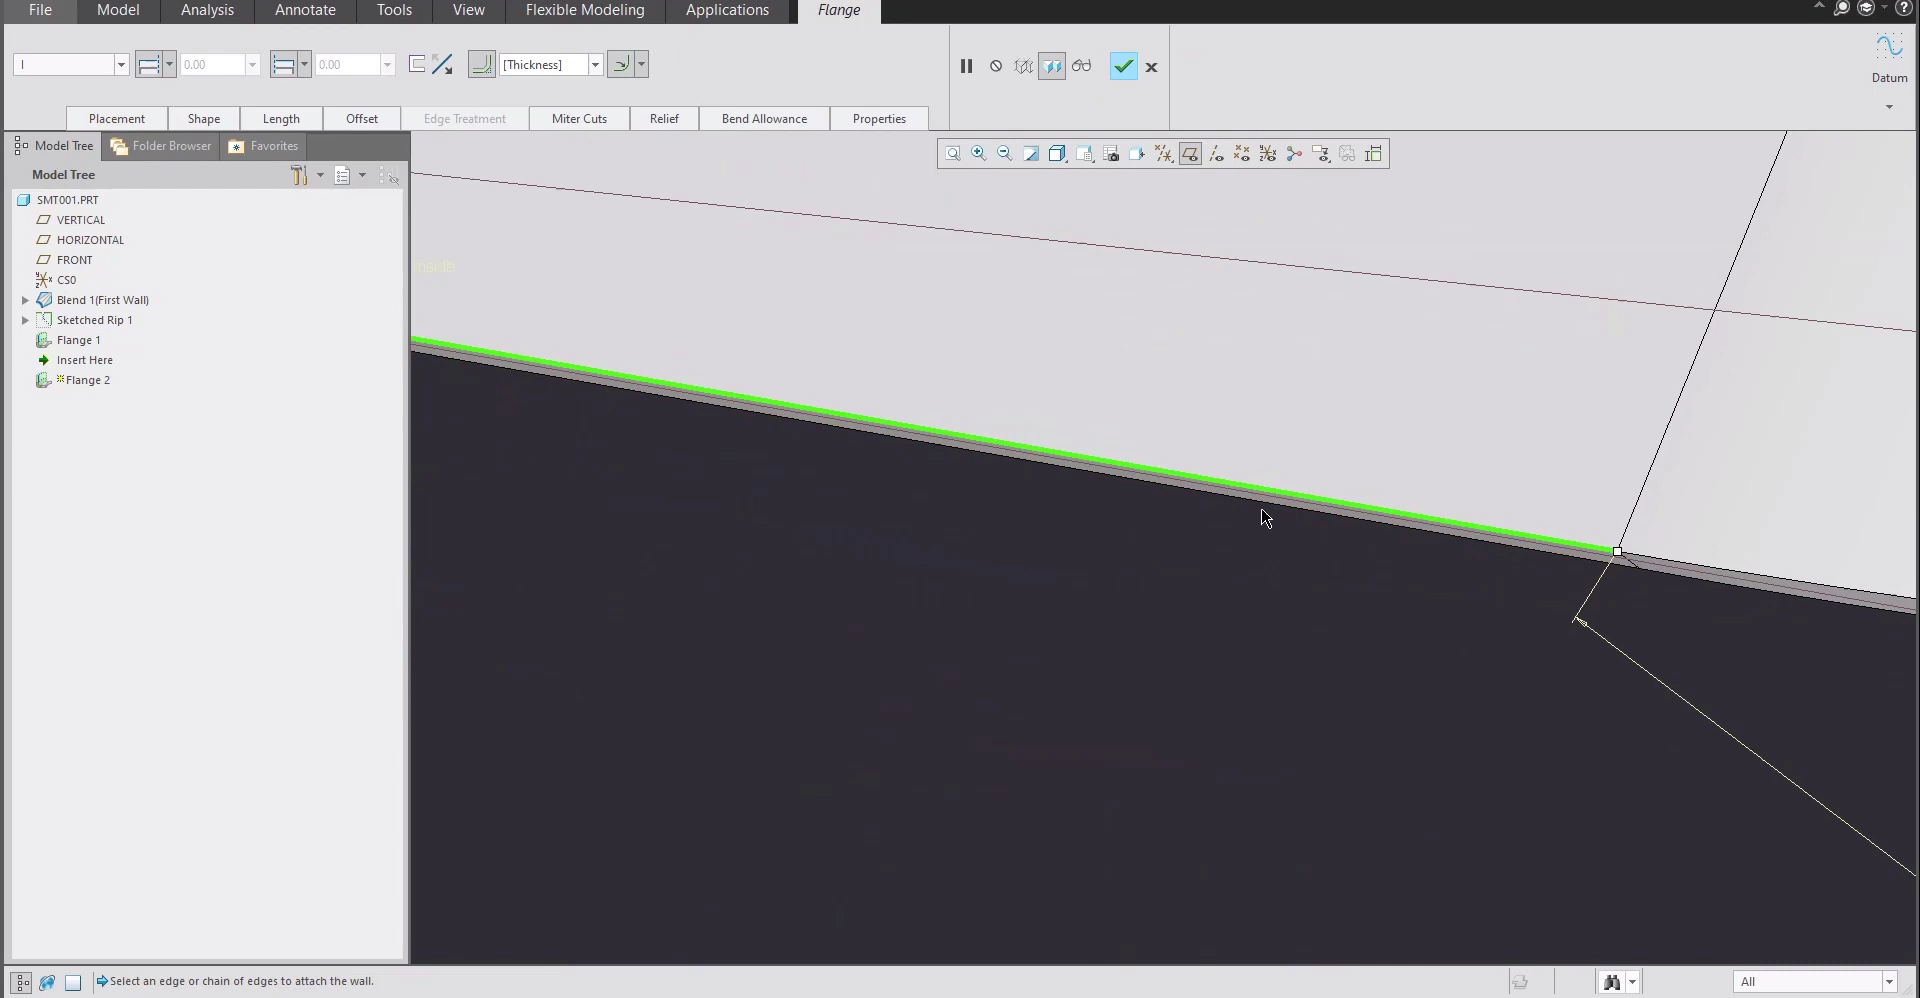 File Model Analysis Annotate Tools View Flexible Modeling Applications Flange
I 0.00 0.00 [Thickness]
Datum
Placement Shape Length Offset Edge Treatment Miter Cuts Relief Bend Allowance Properties
Model Tree Folder Browser Favorites
Model Tree
SMT001.PRT
VERTICAL
HORIZONTAL
FRONT
CS0
Blend 1(First Wall)
Sketched Rip 1
Flange 1
Insert Here
Flange 2
Select an edge or chain of edges to attach the wall.
All